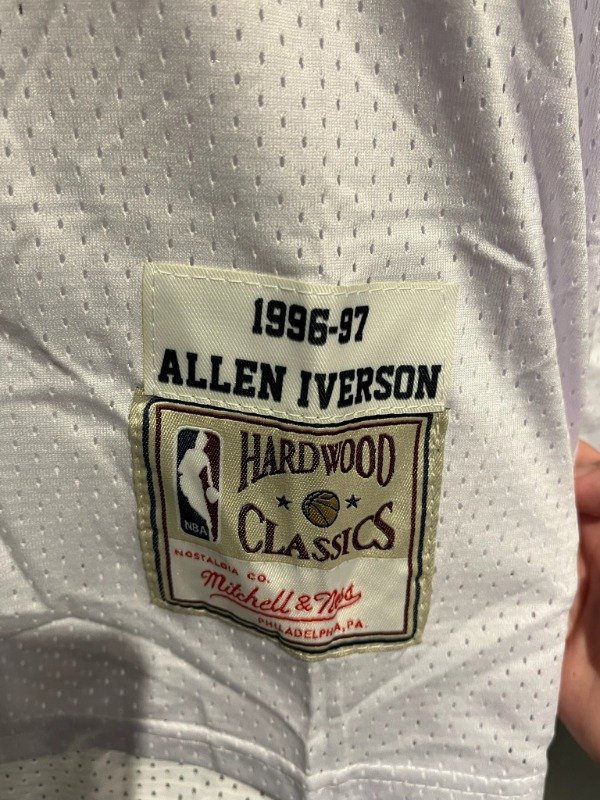 1996-97
ALLEN IVERSON
NBA
HARDWOOD
CLASSICS
NOSTALGIA CO.
Mitchell & Ness
PHILADELPHIA, PA.